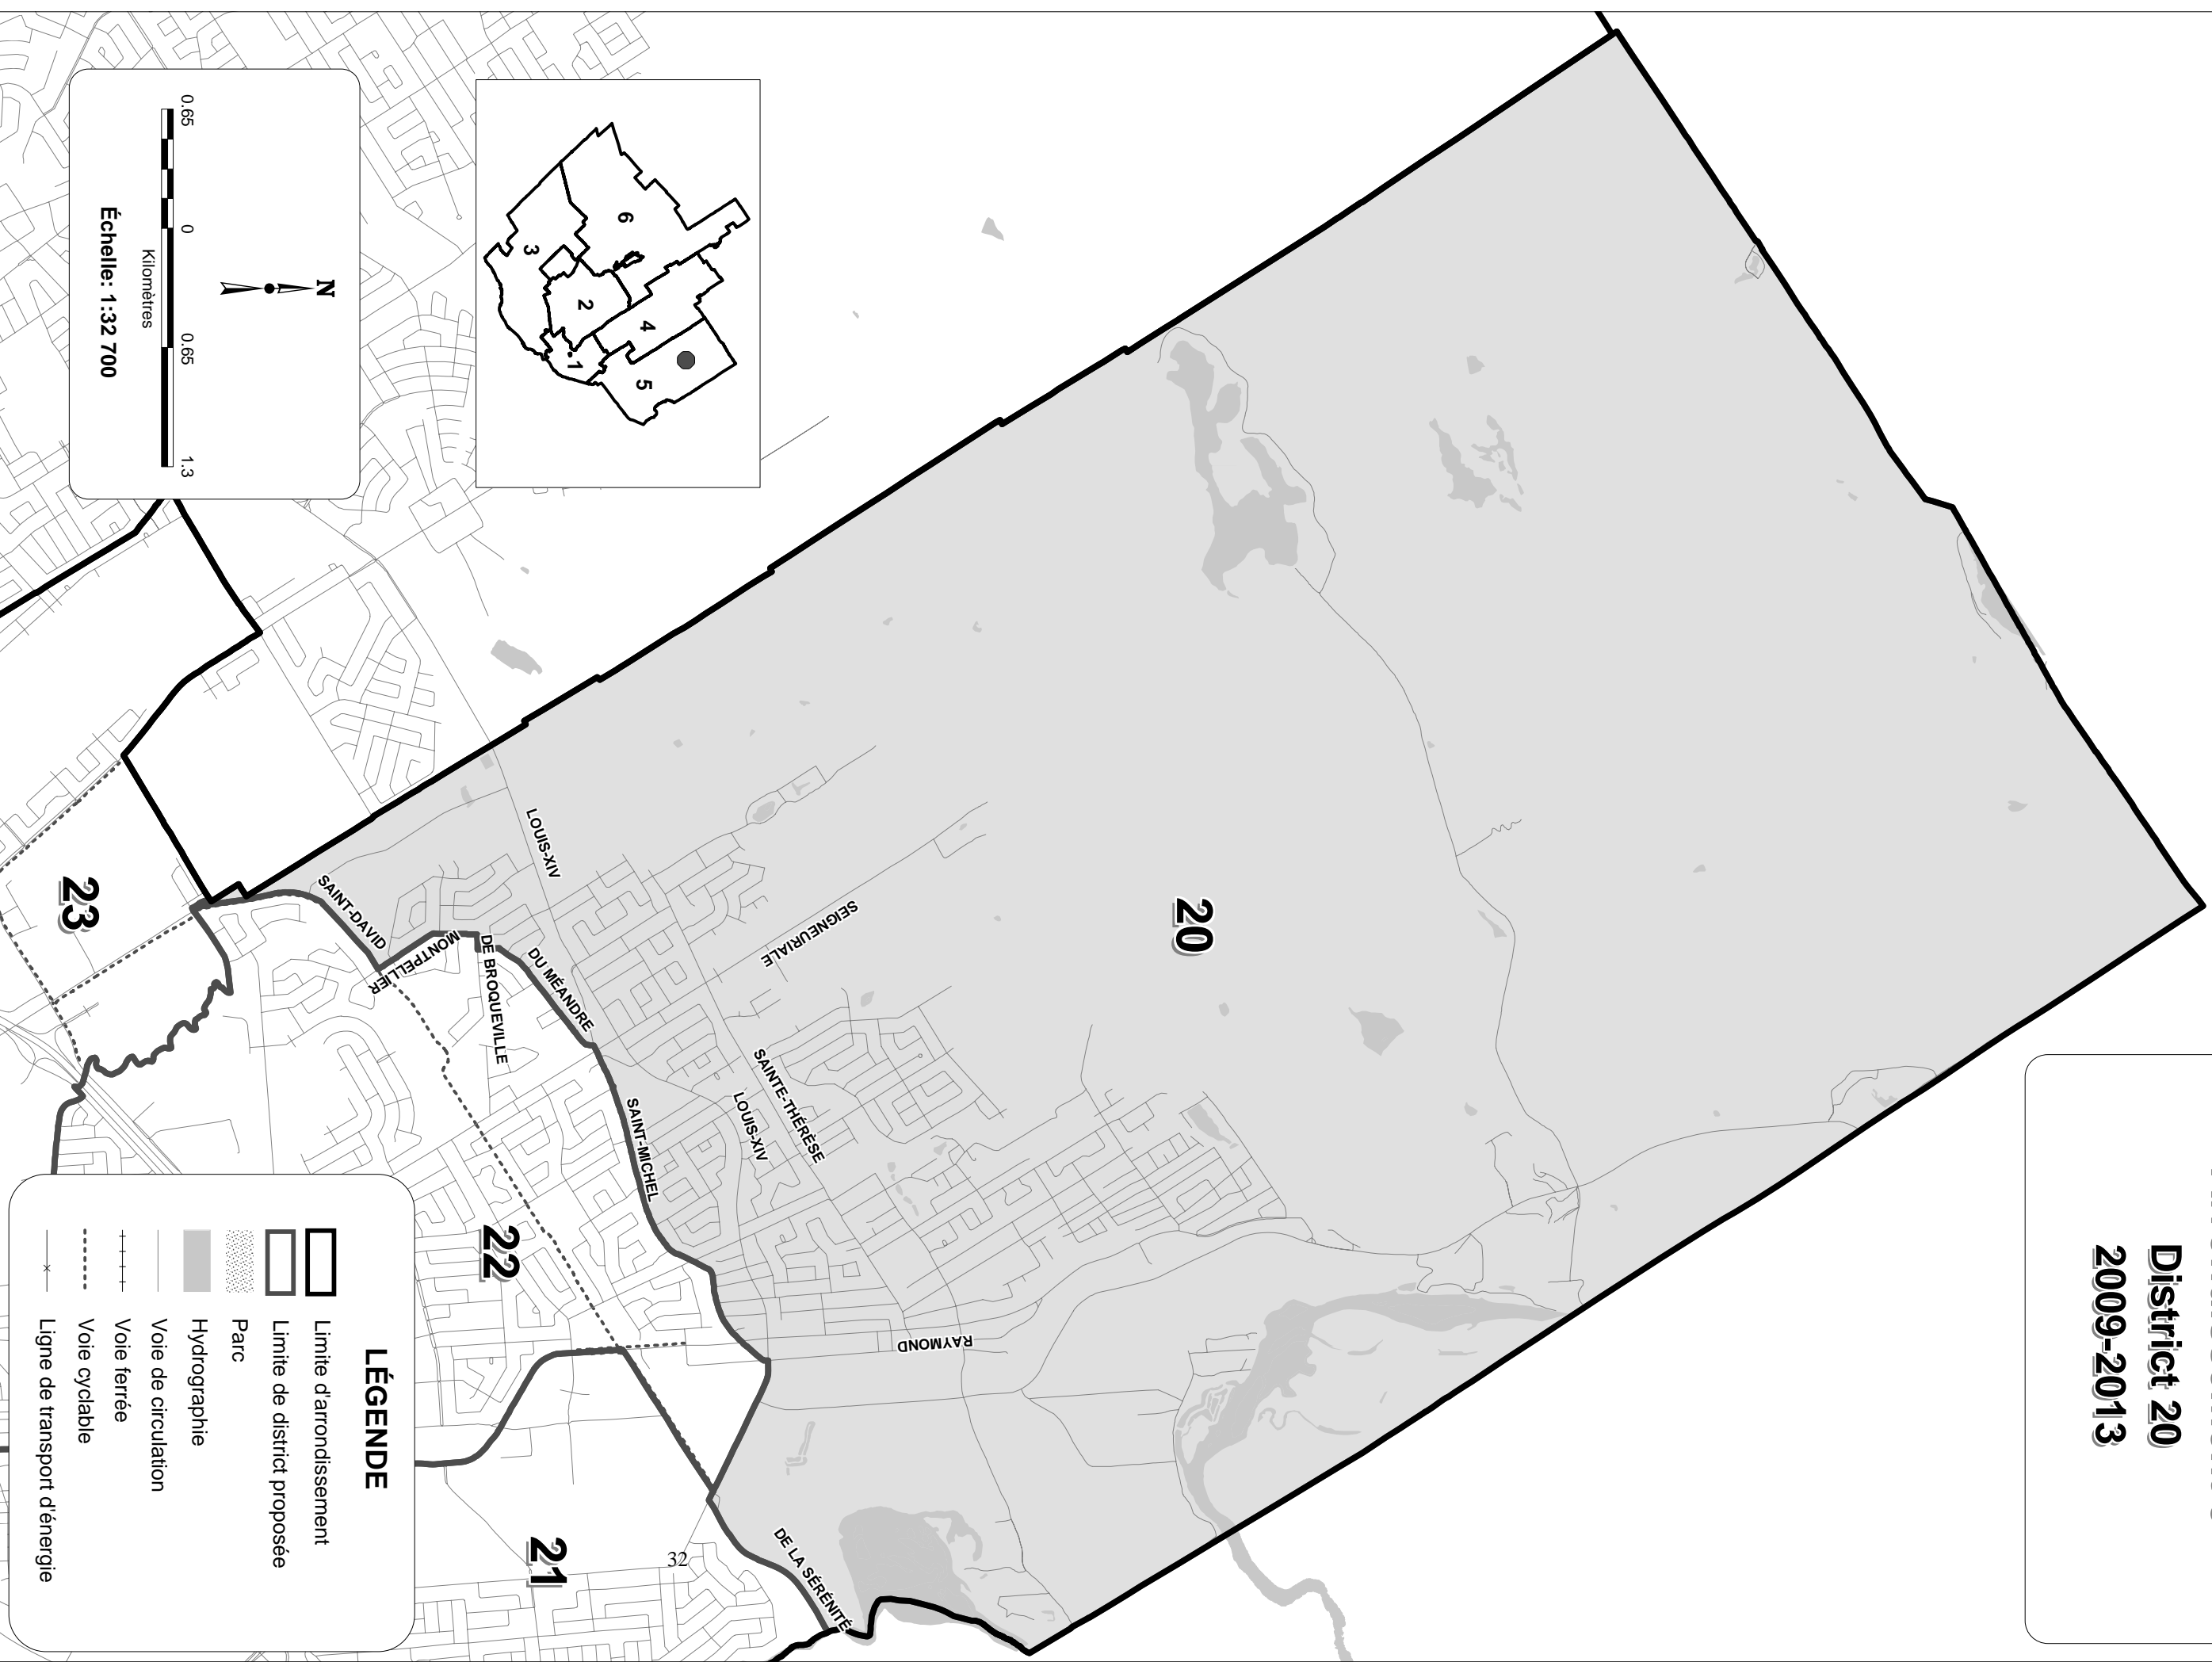 District 20
2009-2013
20
LOUIS-XIV
SEIGNEURIALE
SAINT-DAVID
MONTPELLIER
DE BROQUEVILLE
DU MÉANDRE
SAINTE-THÉRÈSE
LOUIS-XIV
SAINT-MICHEL
RAYMOND
DE LA SÉRÉNITÉ
23
22
21
32
6
3
2
4
1
5
N
0.65 0 0.65 1.3
Kilomètres
Échelle: 1:32 700
LÉGENDE
Limite d'arrondissement
Limite de district proposée
Parc
Hydrographie
Voie de circulation
Voie ferrée
Voie cyclable
Ligne de transport d'énergie